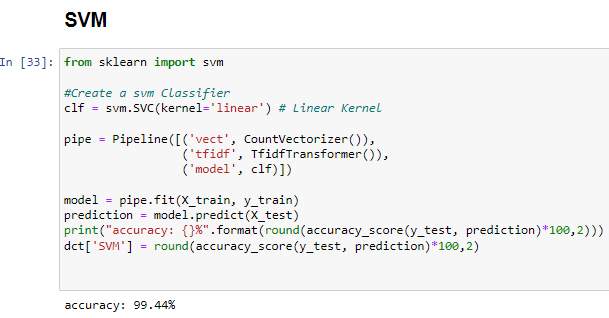 SVM
In [33]: from sklearn import svm
#Create a svm Classifier
clf = svm.SVC(kernel='linear') # Linear Kernel
pipe = Pipeline([('vect', CountVectorizer()),
('tfidf', TfidfTransformer()),
('model', clf)])
model = pipe.fit(X_train, y_train)
prediction = model.predict(X_test)
print("accuracy: {}%".format(round(accuracy_score(y_test, prediction)*100,2)))
dct['SVM'] = round(accuracy_score(y_test, prediction)*100,2)
accuracy: 99.44%